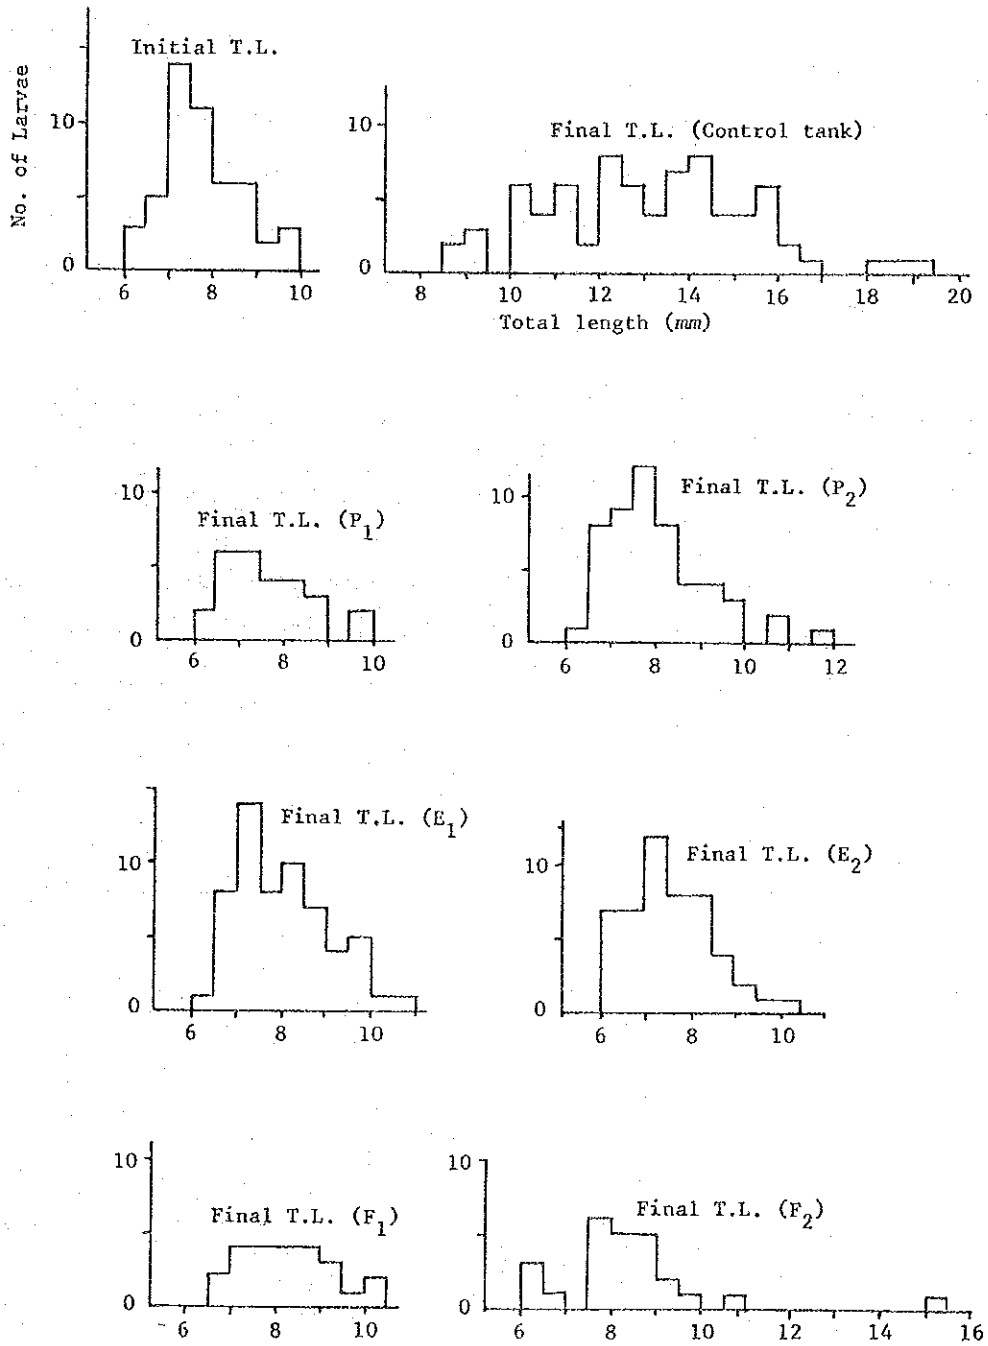 No. of Larvae
Initial T.L.
10
0
6 8 10
Final T.L. (Control tank)
10
0
8 10 12 14 16 18 20
Total length (mm)
Final T.L. (P1)
10
0
6 8 10
Final T.L. (P2)
10
0
6 8 10 12
Final T.L. (E1)
10
0
6 8 10
Final T.L. (E2)
10
0
6 8 10
Final T.L. (F1)
10
0
6 8 10
Final T.L. (F2)
10
0
6 8 10 12 14 16